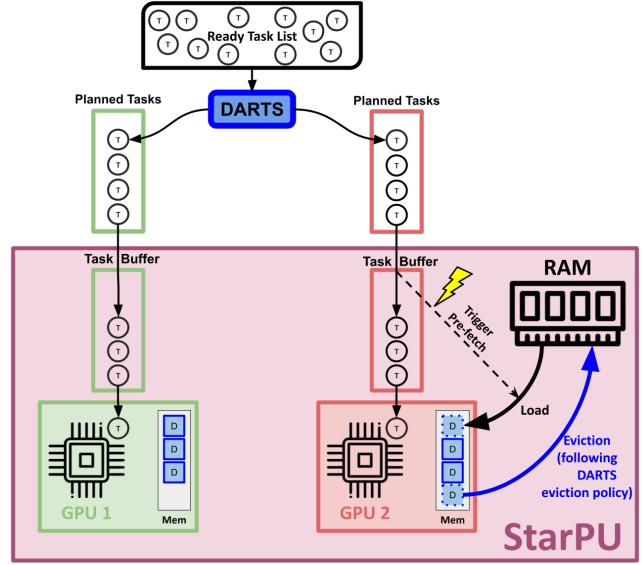 T T T T T
T
Ready Task List
T T T T T
DARTS
Planned Tasks
Planned Tasks
T
T
T
T
T
T
T
T
Task Buffer
Task Buffer
T
T
T
T
T
T
Trigger
Pre-fetch
RAM
Load
T
D
D
D
GPU 1
Mem
T
D
D
D
D
GPU 2
Mem
Eviction
(following
DARTS
eviction policy)
StarPU